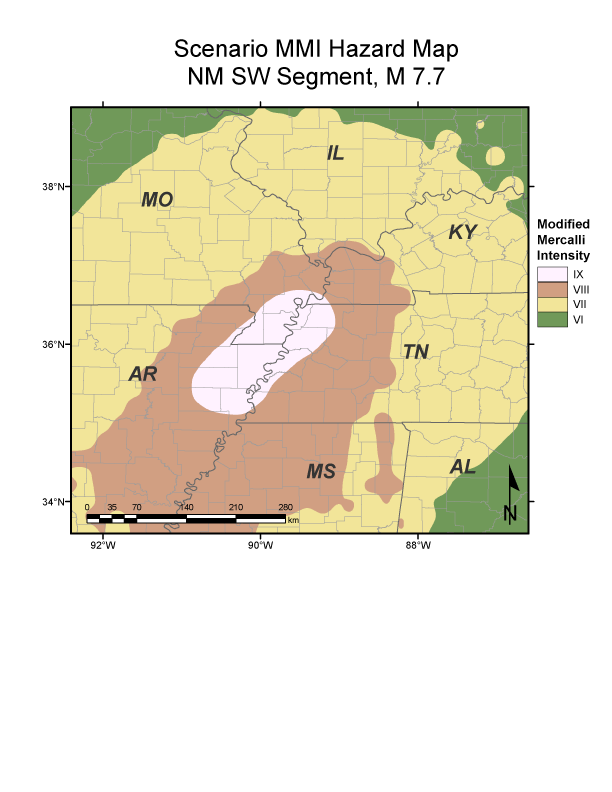 Scenario MMI Hazard Map
NM SW Segment, M 7.7
IL
MO
38°N
KY
Modified
Mercalli
Intensity
IX
VIII
VII
VI
36°N
TN
AR
MS
AL
34°N
0 35 70 140 210 280
km
N
92°W 90°W 88°W